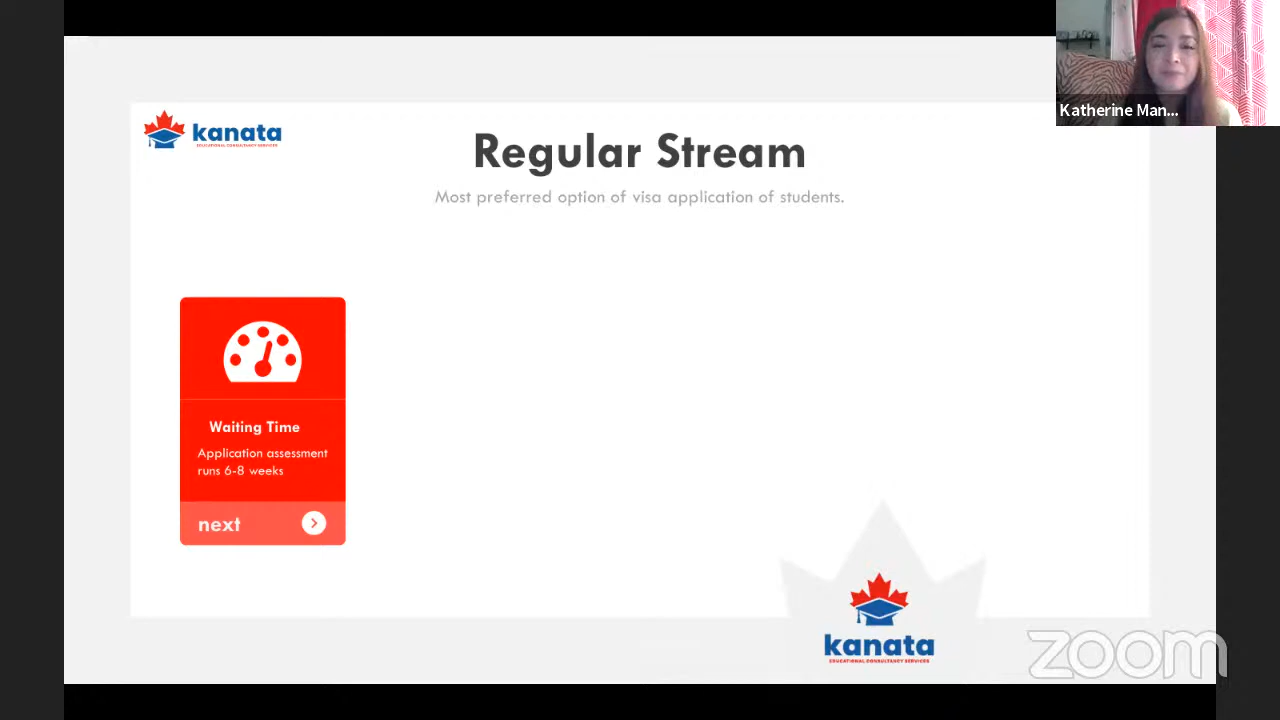 Katherine Man...
kanata
EDUCATIONAL CONSULTANCY SERVICES
Regular Stream
Most preferred option of visa application of students.
Waiting Time
Application assessment
runs 6-8 weeks
next
kanata
EDUCATIONAL CONSULTANCY SERVICES
zoom